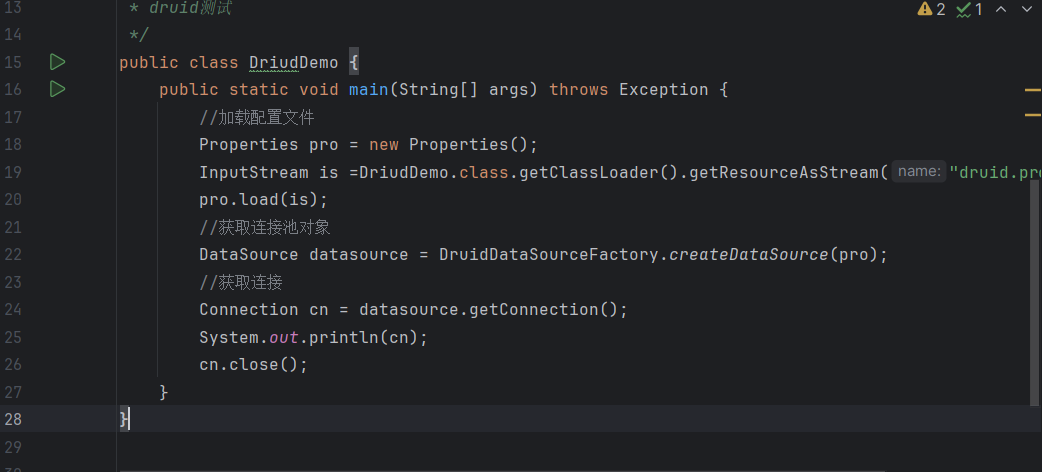 13 * druid测试 2 1
14 */
15 public class DriudDemo {
16 public static void main(String[] args) throws Exception {
17 //加载配置文件
18 Properties pro = new Properties();
19 InputStream is =DriudDemo.class.getClassLoader().getResourceAsStream( name: "druid.pro
20 pro.load(is);
21 //获取连接池对象
22 DataSource datasource = DruidDataSourceFactory.createDataSource(pro);
23 //获取连接
24 Connection cn = datasource.getConnection();
25 System.out.println(cn);
26 cn.close();
27 }
28 }
29